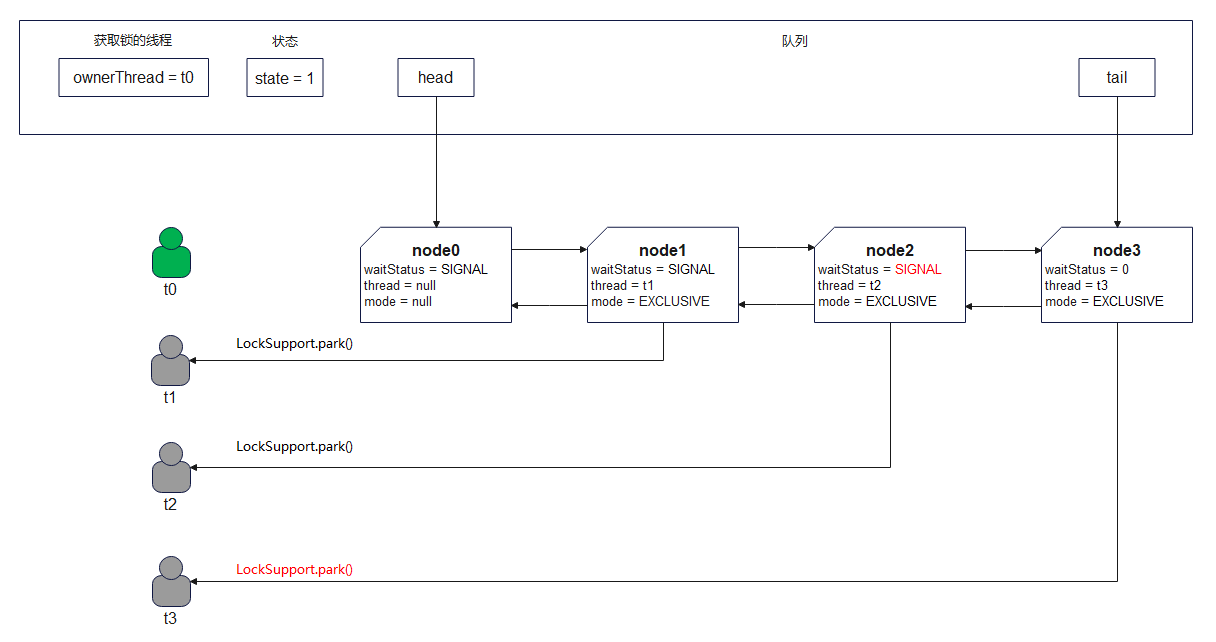 获取锁的线程
状态
队列
ownerThread = t0
state = 1
head
tail
node0
waitStatus = SIGNAL
thread = null
mode = null
node1
waitStatus = SIGNAL
thread = t1
mode = EXCLUSIVE
node2
waitStatus = SIGNAL
thread = t2
mode = EXCLUSIVE
node3
waitStatus = 0
thread = t3
mode = EXCLUSIVE
t0
LockSupport.park()
t1
LockSupport.park()
t2
LockSupport.park()
t3